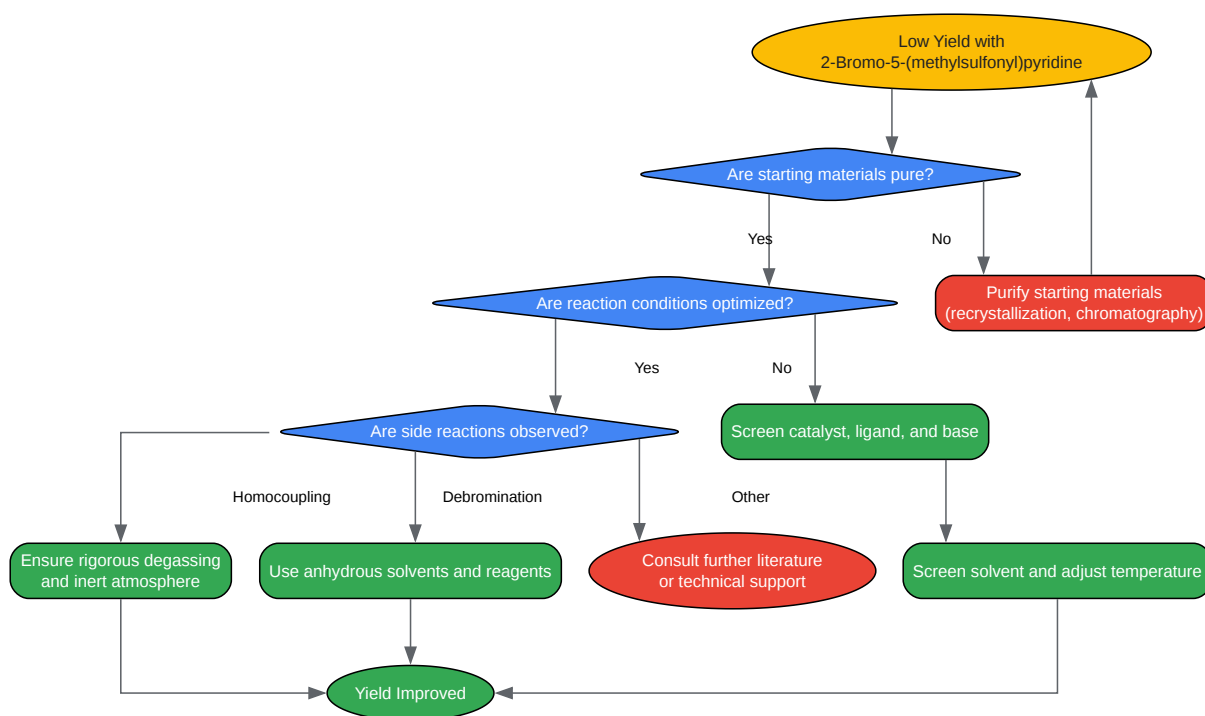 Low Yield with
2-Bromo-5-(methylsulfonyl)pyridine
Are starting materials pure?
Yes
No
Are reaction conditions optimized?
Purify starting materials
(recrystallization, chromatography)
Yes
No
Are side reactions observed?
Screen catalyst, ligand, and base
Homocoupling
Debromination
Other
Ensure rigorous degassing
and inert atmosphere
Use anhydrous solvents and reagents
Consult further literature
or technical support
Screen solvent and adjust temperature
Yield Improved